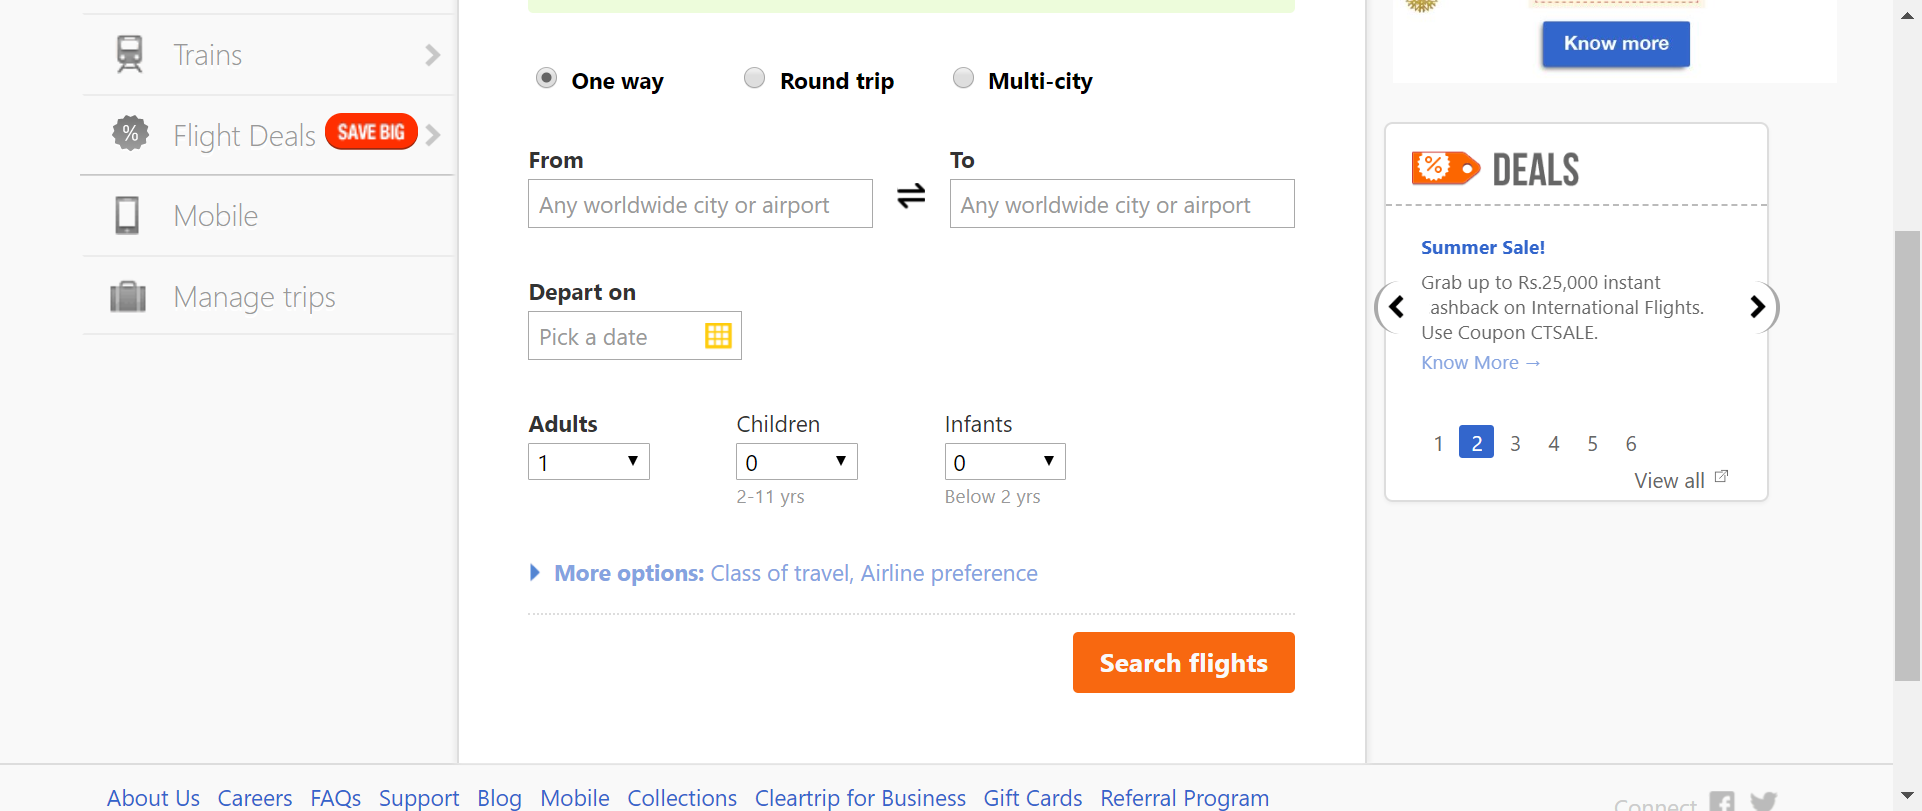 Trains
Flight Deals SAVE BIG
Mobile
Manage trips
One way Round trip Multi-city
From To
Any worldwide city or airport Any worldwide city or airport
Depart on
Pick a date
Adults Children Infants
1 0 0
2-11 yrs Below 2 yrs
More options: Class of travel, Airline preference
Search flights
Know more
% DEALS
Summer Sale!
Grab up to Rs.25,000 instant
ashback on International Flights.
Use Coupon CTSALE.
Know More →
1 2 3 4 5 6
View all
About Us Careers FAQs Support Blog Mobile Collections Cleartrip for Business Gift Cards Referral Program
Connect